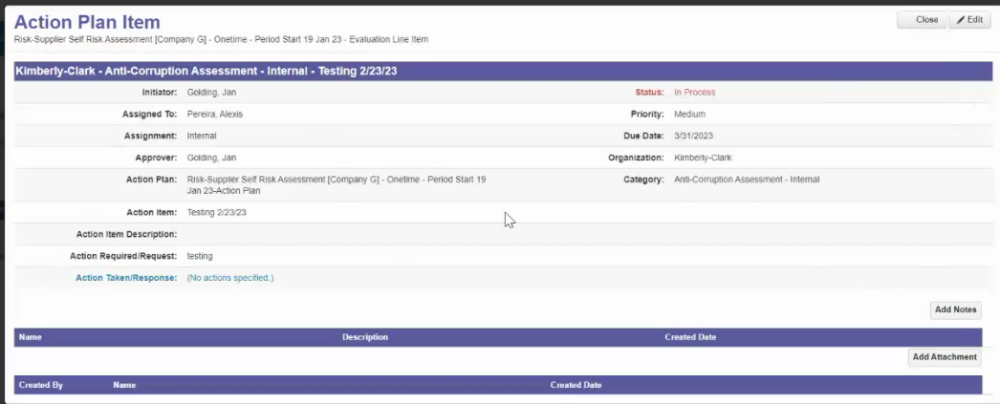 Action Plan Item
Close Edit
Risk-Supplier Self Risk Assessment [Company G] - Onetime - Period Start 19 Jan 23 - Evaluation Line Item
Kimberly-Clark - Anti-Corruption Assessment - Internal - Testing 2/23/23
Initiator: Golding, Jan Status: In Process
Assigned To: Pereira, Alexis Priority: Medium
Assignment: Internal Due Date: 3/31/2023
Approver: Golding, Jan Organization: Kimberly-Clark
Action Plan: Risk-Supplier Self Risk Assessment [Company G] - Onetime - Period Start 19 Category: Anti-Corruption Assessment - Internal
Jan 23-Action Plan
Action Item: Testing 2/23/23
Action Item Description:
Action Required/Request: testing
Action Taken/Response: (No actions specified.)
Add Notes
Name Description Created Date
Add Attachment
Created By Name Created Date